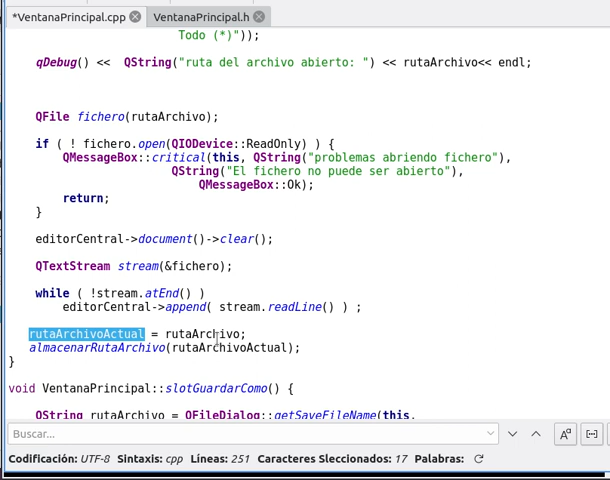 *VentanaPrincipal.cpp VentanaPrincipal.h
Todo (*)"));
qDebug() << QString("ruta del archivo abierto: ") << rutaArchivo<< endl;
QFile fichero(rutaArchivo);
if ( ! fichero.open(QIODevice::ReadOnly) ) {
QMessageBox::critical(this, QString("problemas abriendo fichero"),
QString("El fichero no puede ser abierto"),
QMessageBox::Ok);
return;
}
editorCentral->document()->clear();
QTextStream stream(&fichero);
while ( !stream.atEnd() )
editorCentral->append( stream.readLine() ) ;
rutaArchivoActual = rutaArchivo;
almacenarRutaArchivo(rutaArchivoActual);
}
void VentanaPrincipal::slotGuardarComo() {
QString rutaArchivo = QFileDialog::getSaveFileName(this,
Buscar...
Codificación: UTF-8 Sintaxis: cpp Líneas: 251 Caracteres Sleccionados: 17 Palabras: